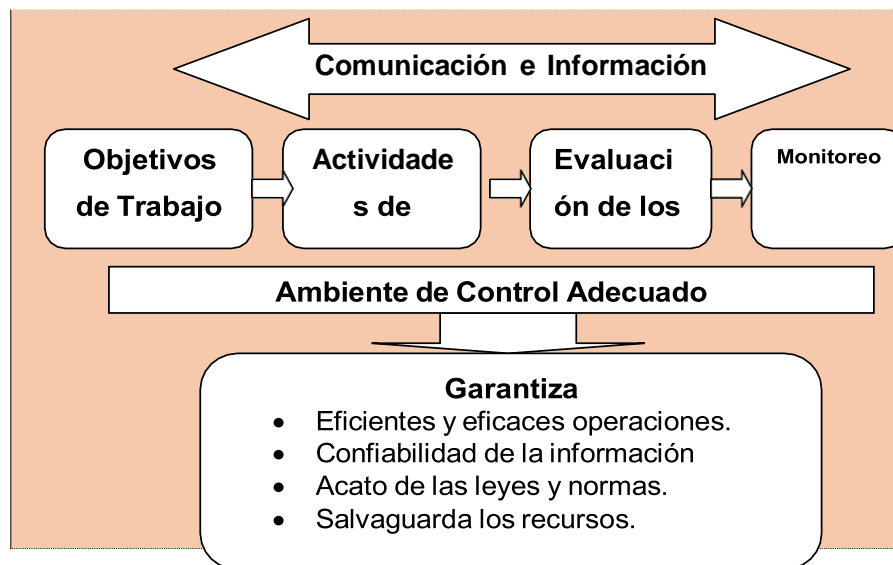 Comunicación e Información
Objetivos
de Trabajo
Actividade
s de
Evaluaci
ón de los
Monitoreo
Ambiente de Control Adecuado
Garantiza
• Eficientes y eficaces operaciones.
• Confiabilidad de la información
• Acato de las leyes y normas.
• Salvaguarda los recursos.